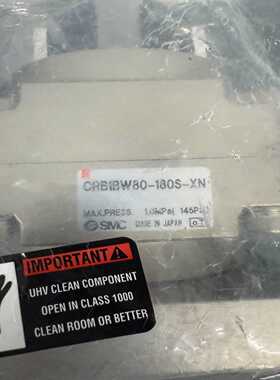 CRB1BW80-180S-XN
MAX.PRESS. 1.0MPa( 145PSI
SMC MADE IN JAPAN
IMPORTANT
UHV CLEAN COMPONENT
OPEN IN CLASS 1000
CLEAN ROOM OR BETTER